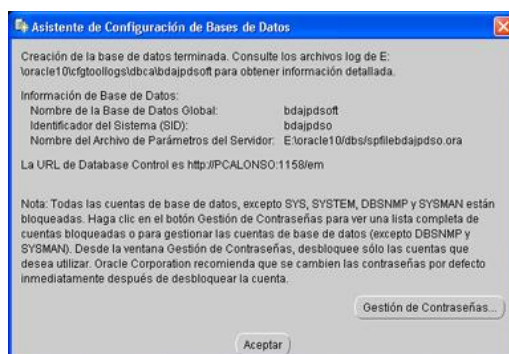 Asistente de Configuración de Bases de Datos
Creación de la base de datos terminada. Consulte los archivos log de E:
\oracle10\cfgtoollogs\dbca\bdajpdsoft para obtener información detallada.
Información de Base de Datos:
Nombre de la Base de Datos Global: bdajpdsoft
Identificador del Sistema (SID): bdajpdso
Nombre del Archivo de Parámetros del Servidor: E:\oracle10/dbs/spfilebdajpdso.ora
La URL de Database Control es http://PCALONSO:1158/em
Nota: Todas las cuentas de base de datos, excepto SYS, SYSTEM, DBSNMP y SYSMAN están
bloqueadas. Haga clic en el botón Gestión de Contraseñas para ver una lista completa de
cuentas bloqueadas o para gestionar las cuentas de base de datos (excepto DBSNMP y
SYSMAN). Desde la ventana Gestión de Contraseñas, desbloquee sólo las cuentas que
desea utilizar. Oracle Corporation recomienda que se cambien las contraseñas por defecto
inmediatamente después de desbloquear la cuenta.
Gestión de Contraseñas...
Aceptar